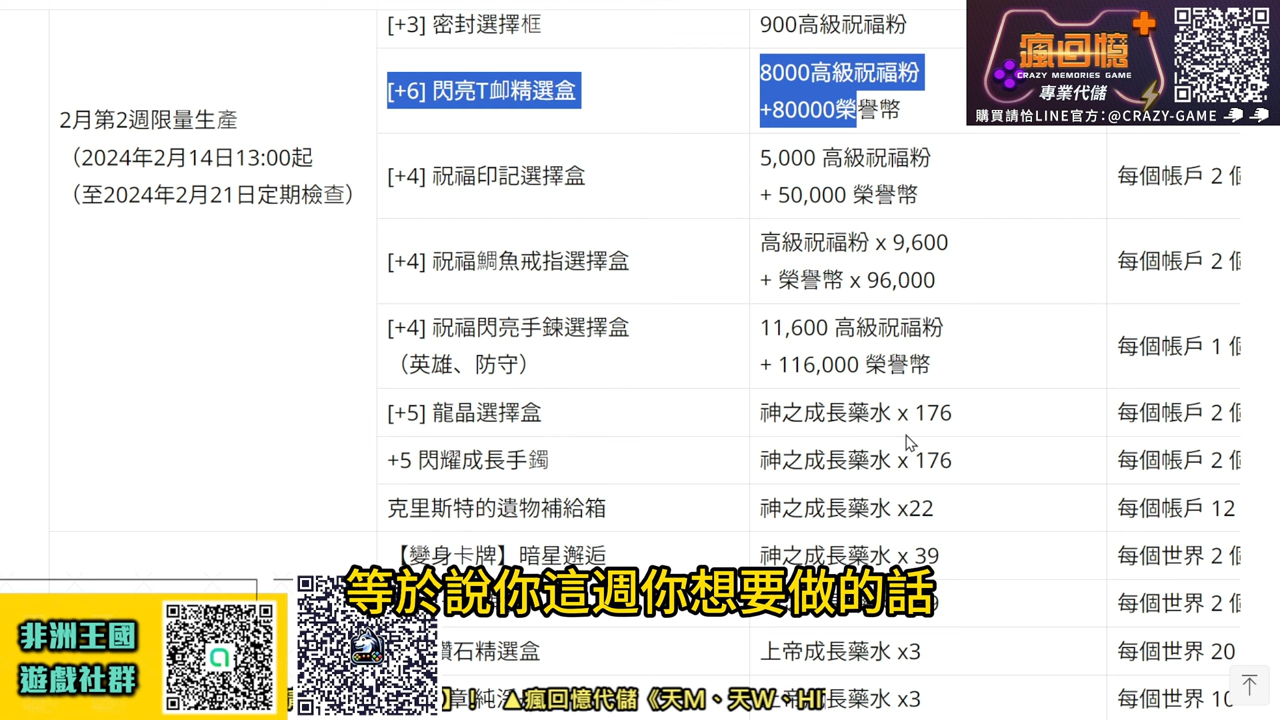 [+3] 密封選擇框
900高級祝福粉
瘋回憶
CRAZY MEMORIES GAME
專業代儲
購買請恰LINE官方:@CRAZY-GAME
[+6] 閃亮T卹精選盒
8000高級祝福粉
+80000榮譽幣
2月第2週限量生產
（2024年2月14日13:00起
（至2024年2月21日定期檢查）
[+4] 祝福印記選擇盒
5,000 高級祝福粉
+ 50,000 榮譽幣
每個帳戶 2
[+4] 祝福鯛魚戒指選擇盒
高級祝福粉 x 9,600
+ 榮譽幣 x 96,000
每個帳戶 2
[+4] 祝福閃亮手鍊選擇盒
（英雄、防守）
11,600 高級祝福粉
+ 116,000 榮譽幣
每個帳戶 1
[+5] 龍晶選擇盒
神之成長藥水 x 176
每個帳戶 2
+5 閃耀成長手鐲
神之成長藥水 x 176
每個帳戶 2
克里斯特的遺物補給箱
神之成長藥水 x22
每個帳戶 12
【變身卡牌】暗星邂逅
神之成長藥水 x 39
每個世界 2
等於說你這週你想要做的話
每個世界 2
石精選盒
上帝成長藥水 x3
每個世界 20
x3
每個世界 10
非洲王國
遊戲社群
】！ ▲瘋回憶代儲《天M、天W、HI